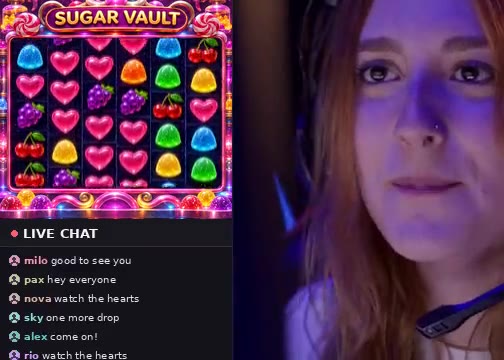 SUGAR VAULT
LIVE CHAT
milo good to see you
pax hey everyone
nova watch the hearts
sky one more drop
alex come on!
rio watch the hearts